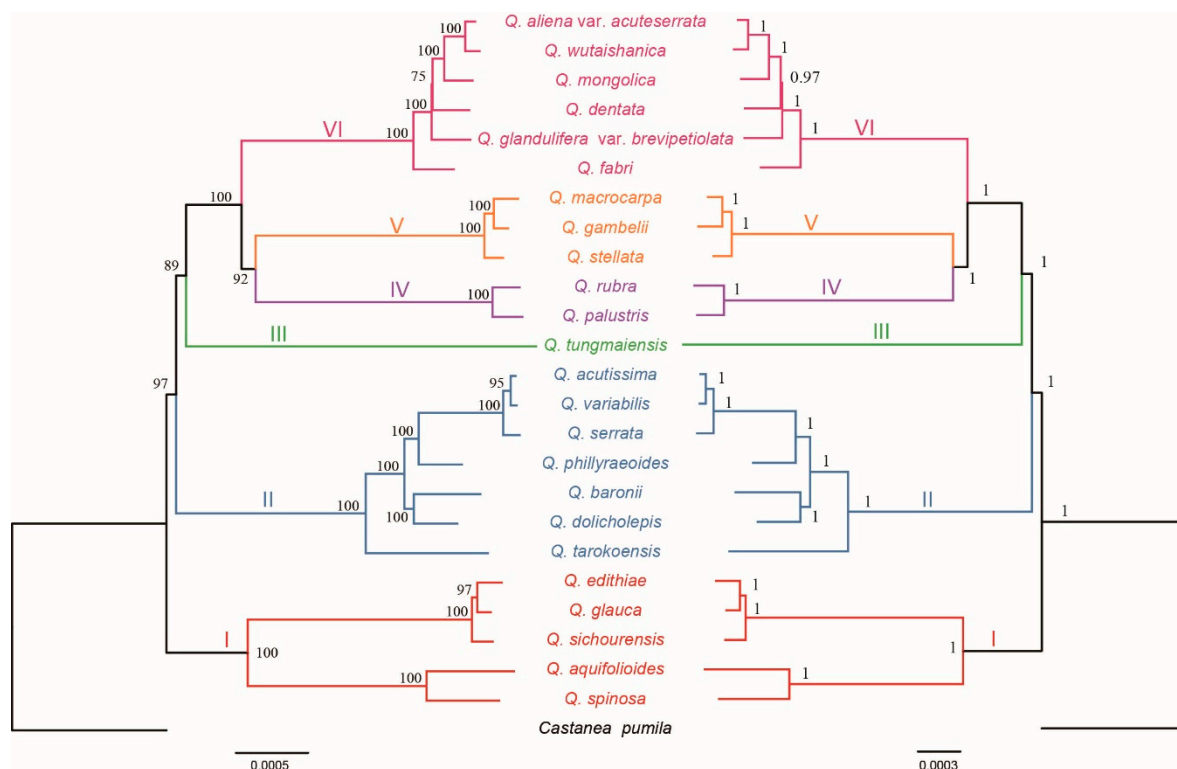 100 Q. aliena var. acuteserrata 1
100 Q. wutaishanica 1
75 Q. mongolica 0.97
100 Q. dentata 1
VI 100 Q. glandulifera var. brevipetiolata 1 VI
Q. fabri
100 100 Q. macrocarpa 1 1
V 100 Q. gambelii 1 V
89 92 Q. stellata 1 1
IV 100 Q. rubra 1 IV
Q. palustris
III Q. tungmaiensis III
97 95 Q. acutissima 1 1
100 Q. variabilis 1
100 Q. serrata 1
100 Q. phillyraeoides 1
II 100 Q. baronii 1 II
100 Q. dolicholepis 1 1
Q. tarokoensis
97 Q. edithiae 1
100 Q. glauca 1
I 100 Q. sichourensis 1 I
100 Q. aquifolioides 1
Q. spinosa
Castanea pumila
0.0005 0.0003